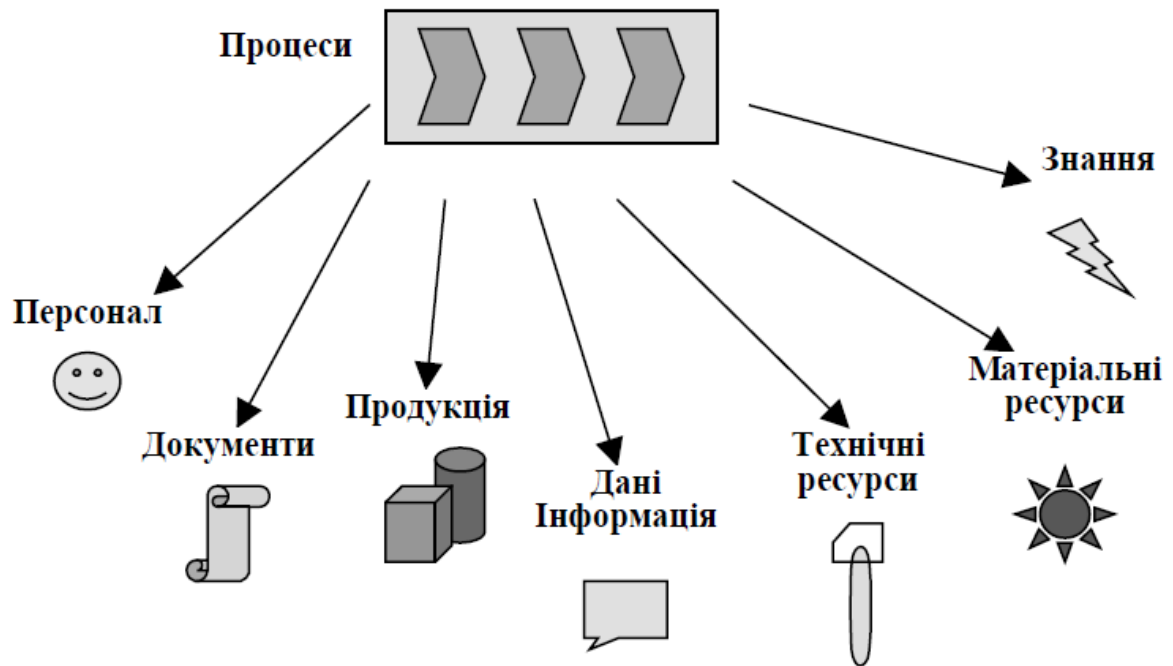 Процеси
Знання
Персонал
Матеріальні
ресурси
Продукція
Документи
Технічні
ресурси
Дані
Інформація